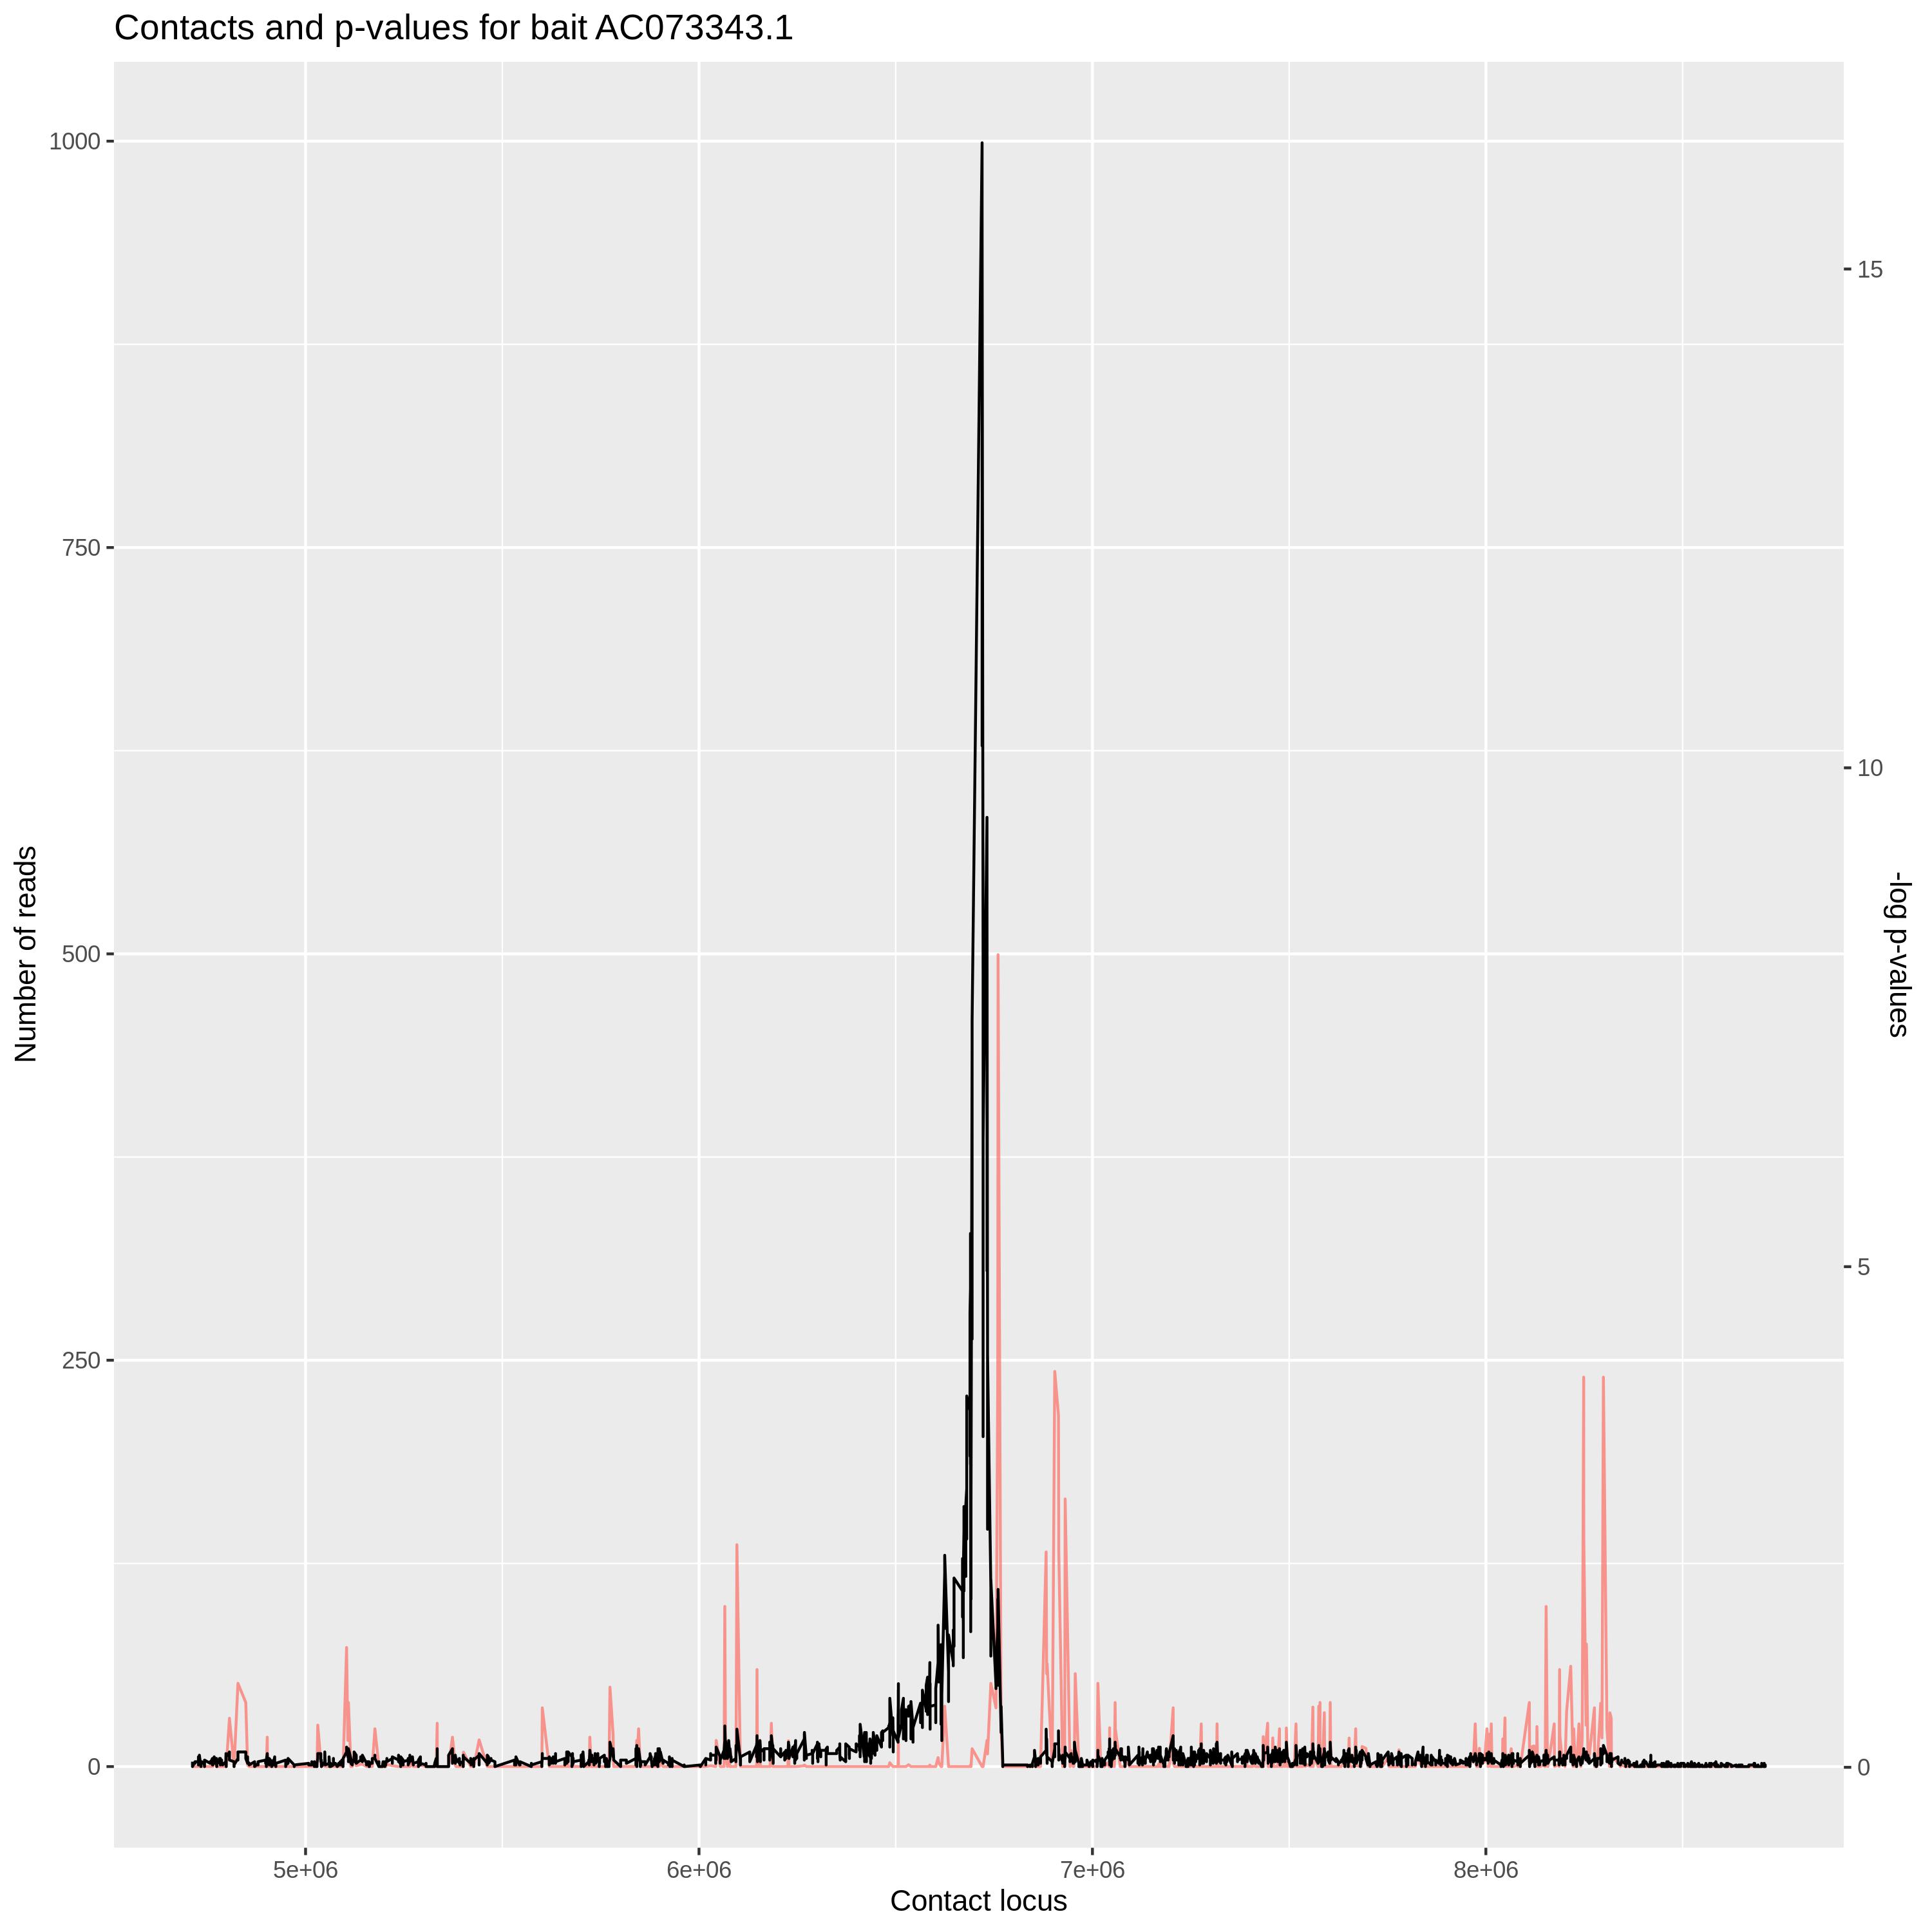 Contacts and p-values for bait AC073343.1
1000
750
500
250
0
Number of reads
15
10
5
0
-log p-values
5e+06
6e+06
7e+06
8e+06
Contact locus